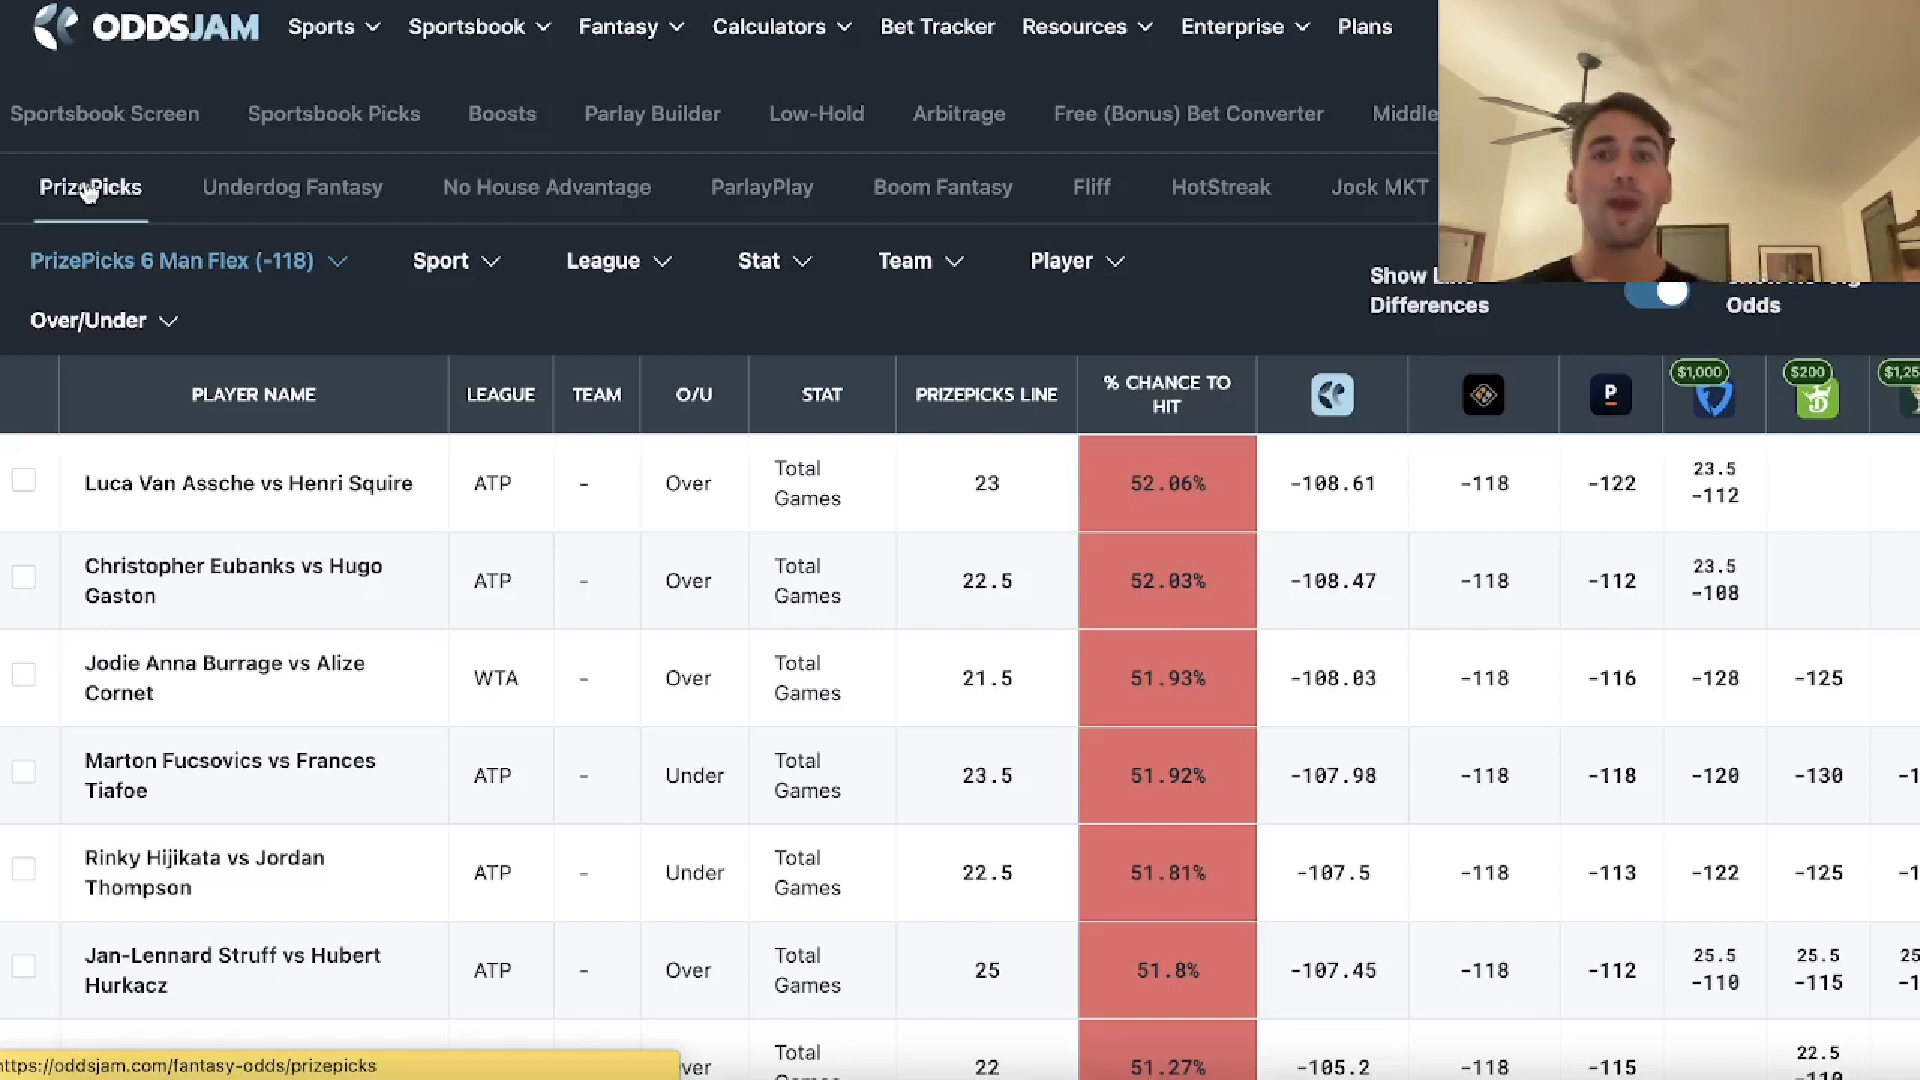 ODDSJAM Sports Sportsbook Fantasy Calculators Bet Tracker Resources Enterprise Plans
Sportsbook Screen Sportsbook Picks Boosts Parlay Builder Low-Hold Arbitrage Free (Bonus) Bet Converter Middle
PrizePicks Underdog Fantasy No House Advantage ParlayPlay Boom Fantasy Fliff HotStreak Jock MKT
PrizePicks 6 Man Flex (-118) Sport League Stat Team Player
Show
Differences
Odds
Over/Under
PLAYER NAME LEAGUE TEAM O/U STAT PRIZEPICKS LINE % CHANCE TO
HIT
P $1,000 $200 $1,25
Luca Van Assche vs Henri Squire ATP - Over Total
Games 23 52.06% -108.61 -118 -122 23.5
-112
Christopher Eubanks vs Hugo
Gaston ATP - Over Total
Games 22.5 52.03% -108.47 -118 -112 23.5
-108
Jodie Anna Burrage vs Alize
Cornet WTA - Over Total
Games 21.5 51.93% -108.03 -118 -116 -128 -125
Marton Fucsovics vs Frances
Tiafoe ATP - Under Total
Games 23.5 51.92% -107.98 -118 -118 -120 -130 -1
Rinky Hijikata vs Jordan
Thompson ATP - Under Total
Games 22.5 51.81% -107.5 -118 -113 -122 -125 -1
Jan-Lennard Struff vs Hubert
Hurkacz ATP - Over Total
Games 25 51.8% -107.45 -118 -112 25.5
-110 25.5
-115 25
-1
ver Total
22 51.27% -105.2 -118 -115 22.5
https://oddsjam.com/fantasy-odds/prizepicks